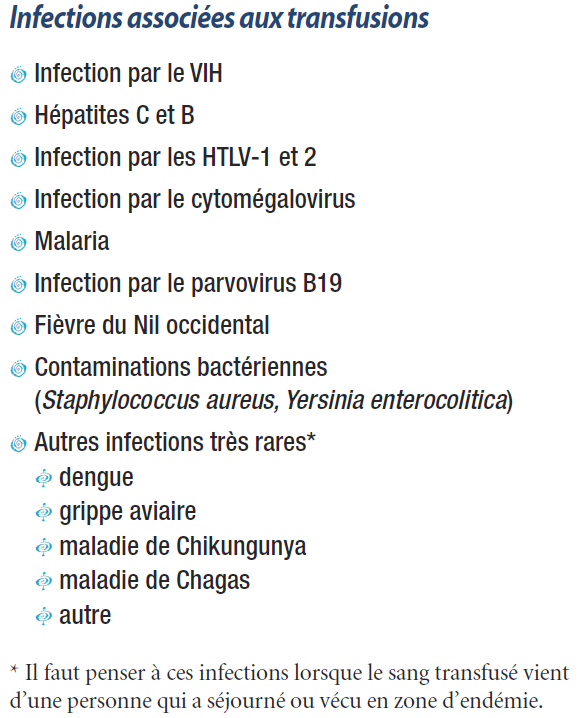 Infections associées aux transfusions
Infection par le VIH
Hépatites C et B
Infection par les HTLV-1 et 2
Infection par le cytomégalovirus
Malaria
Infection par le parvovirus B19
Fièvre du Nil occidental
Contaminations bactériennes
(Staphylococcus aureus, Yersinia enterocolitica)
Autres infections très rares*
dengue
grippe aviaire
maladie de Chikungunya
maladie de Chagas
autre
* Il faut penser à ces infections lorsque le sang transfusé vient
d’une personne qui a séjourné ou vécu en zone d’endémie.